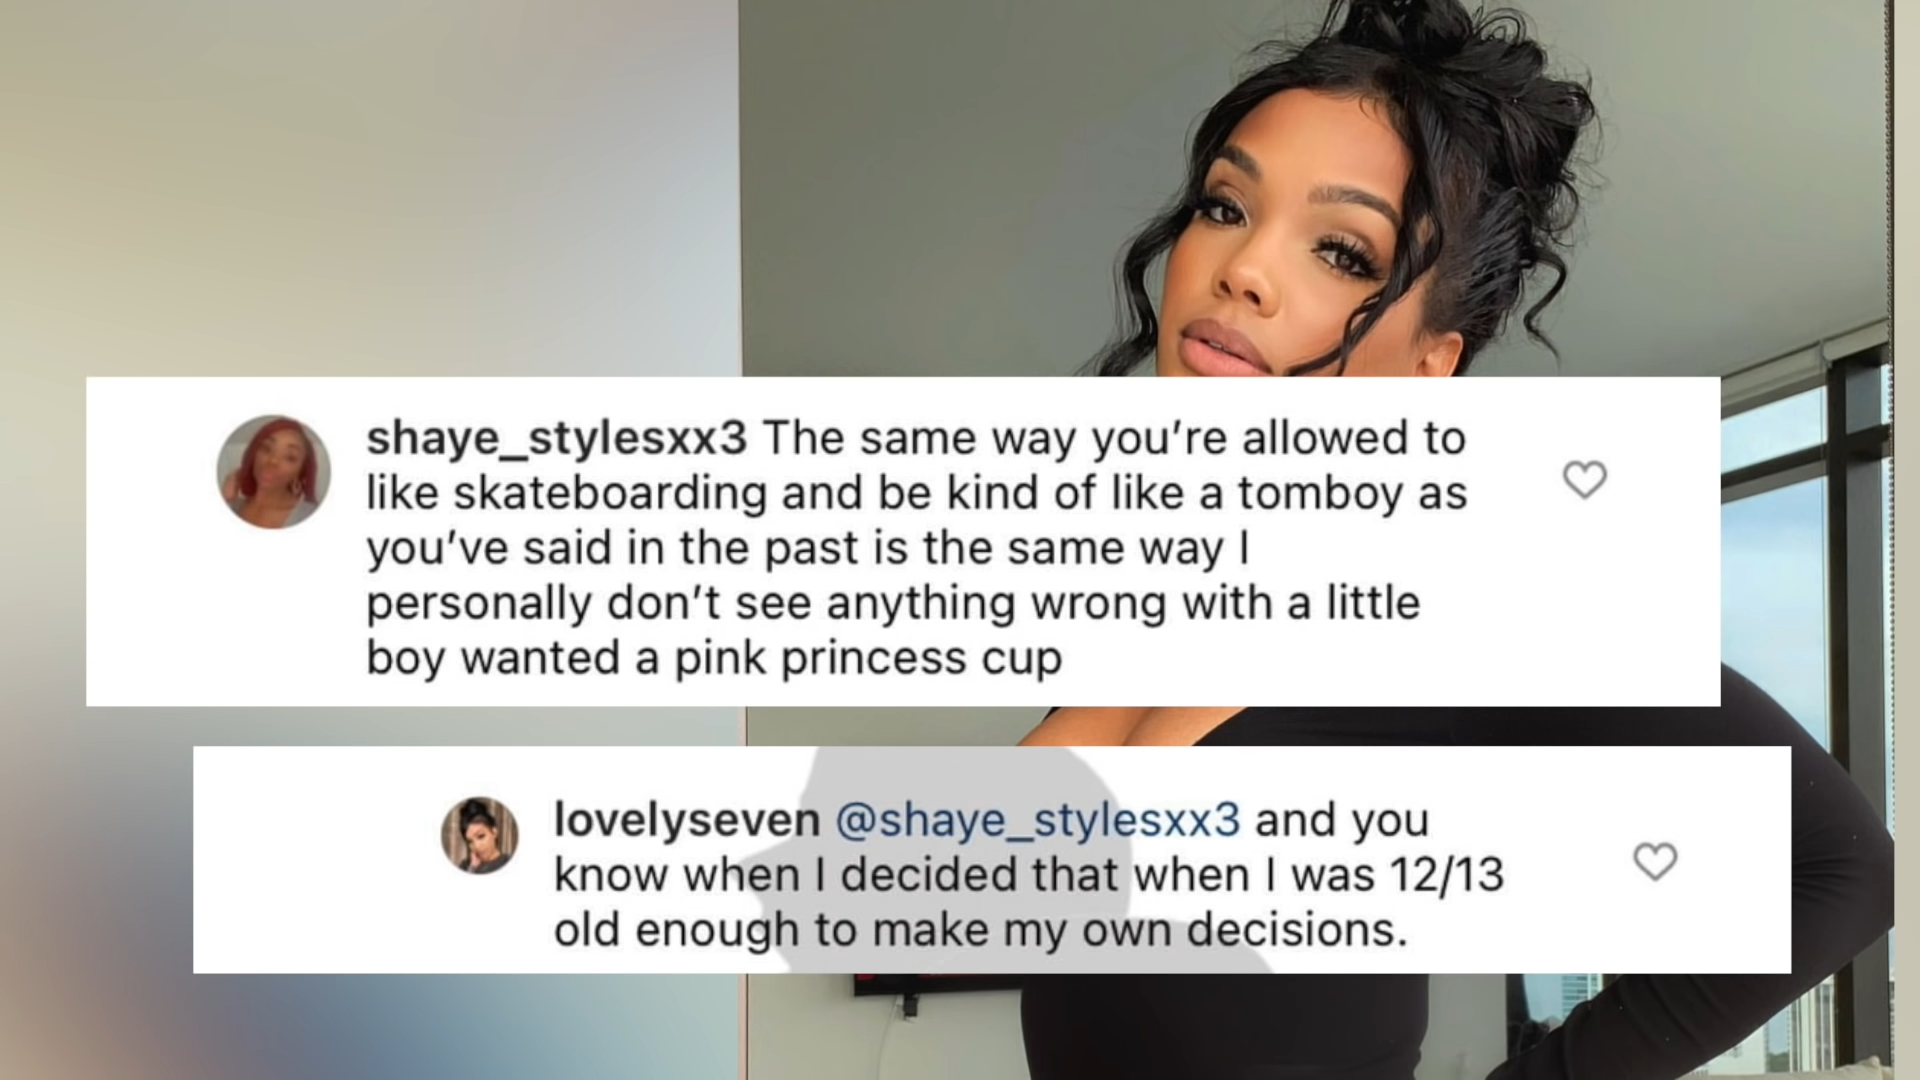 shaye_stylesxx3 The same way you're allowed to
like skateboarding and be kind of like a tomboy as
you've said in the past is the same way I
personally don't see anything wrong with a little
boy wanted a pink princess cup
lovelyseven @shaye_stylesxx3 and you
know when I decided that when I was 12/13
old enough to make my own decisions.